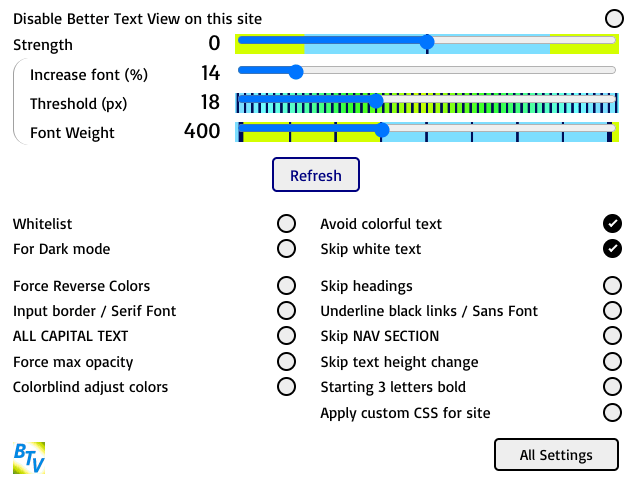 Disable Better Text View on this site
Strength 0
Increase font (%) 14
Threshold (px) 18
Font Weight 400
Refresh
Whitelist Avoid colorful text
For Dark mode Skip white text
Force Reverse Colors Skip headings
Input border / Serif Font Underline black links / Sans Font
ALL CAPITAL TEXT Skip NAV SECTION
Force max opacity Skip text height change
Colorblind adjust colors Starting 3 letters bold
Apply custom CSS for site
BTV All Settings